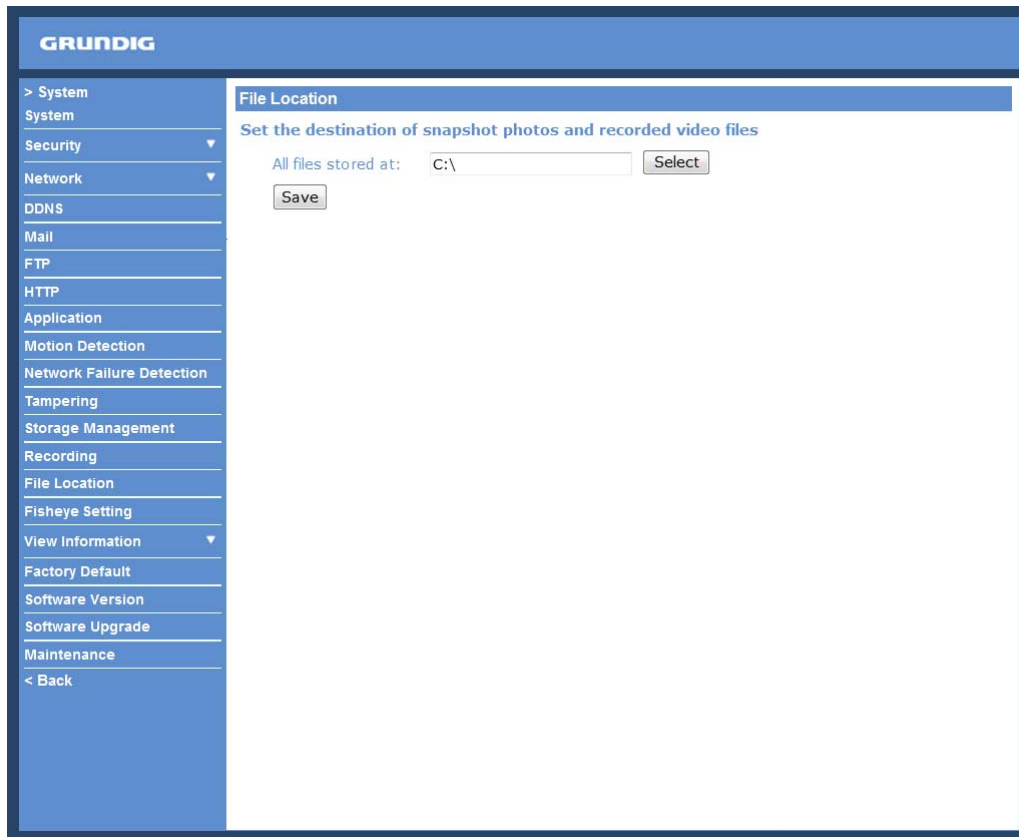 GRUNDIG
> System
System
Security
Network
DDNS
Mail
FTP
HTTP
Application
Motion Detection
Network Failure Detection
Tampering
Storage Management
Recording
File Location
Fisheye Setting
View Information
Factory Default
Software Version
Software Upgrade
Maintenance
< Back
File Location
Set the destination of snapshot photos and recorded video files
All files stored at: C:\ Select
Save